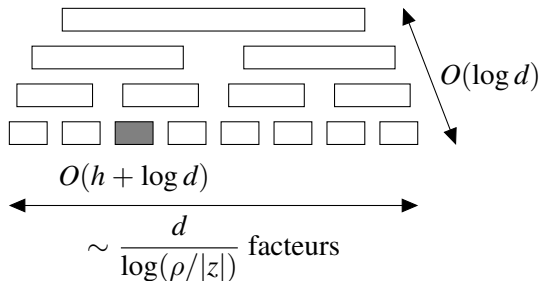 O(log d)
O(h + log d)
∼ d / log(ρ/|z|) facteurs